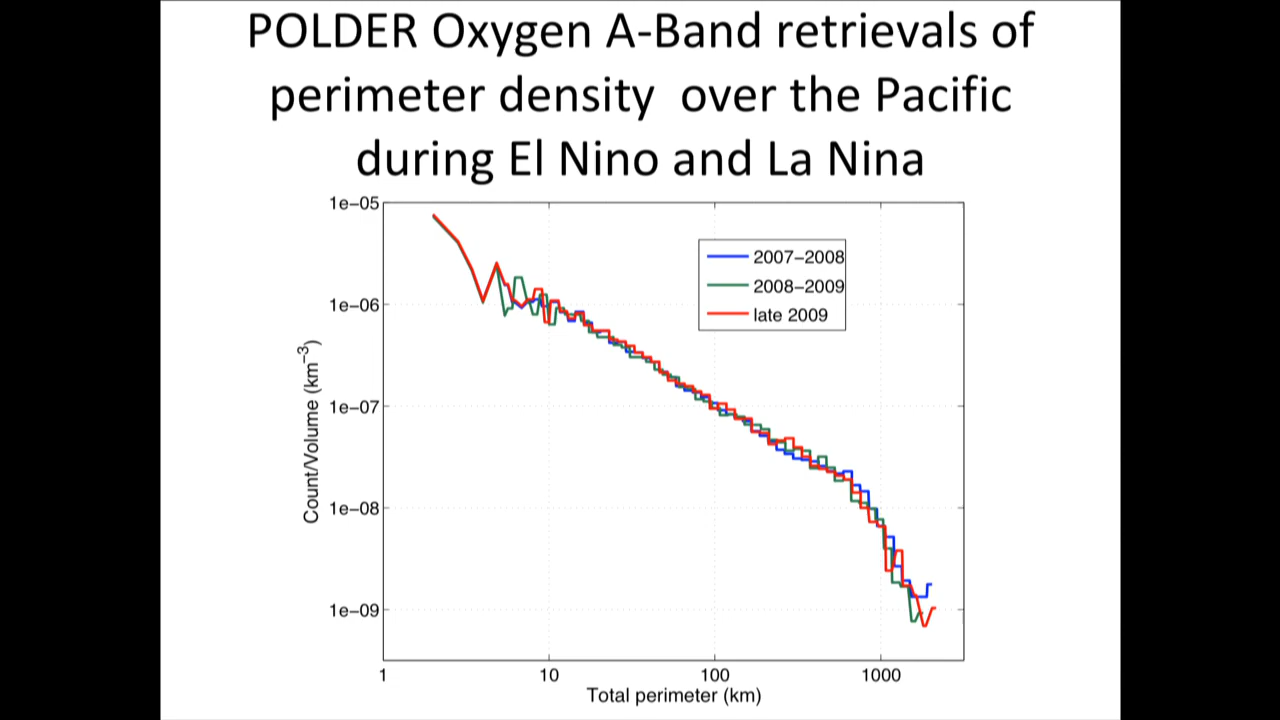 POLDER Oxygen A-Band retrievals of
perimeter density  over the Pacific
during El Nino and La Nina
1e−05
1e−06
1e−07
1e−08
1e−09
Count/Volume (km−3)
2007−2008
2008−2009
late 2009
1
10
100
1000
Total perimeter (km)